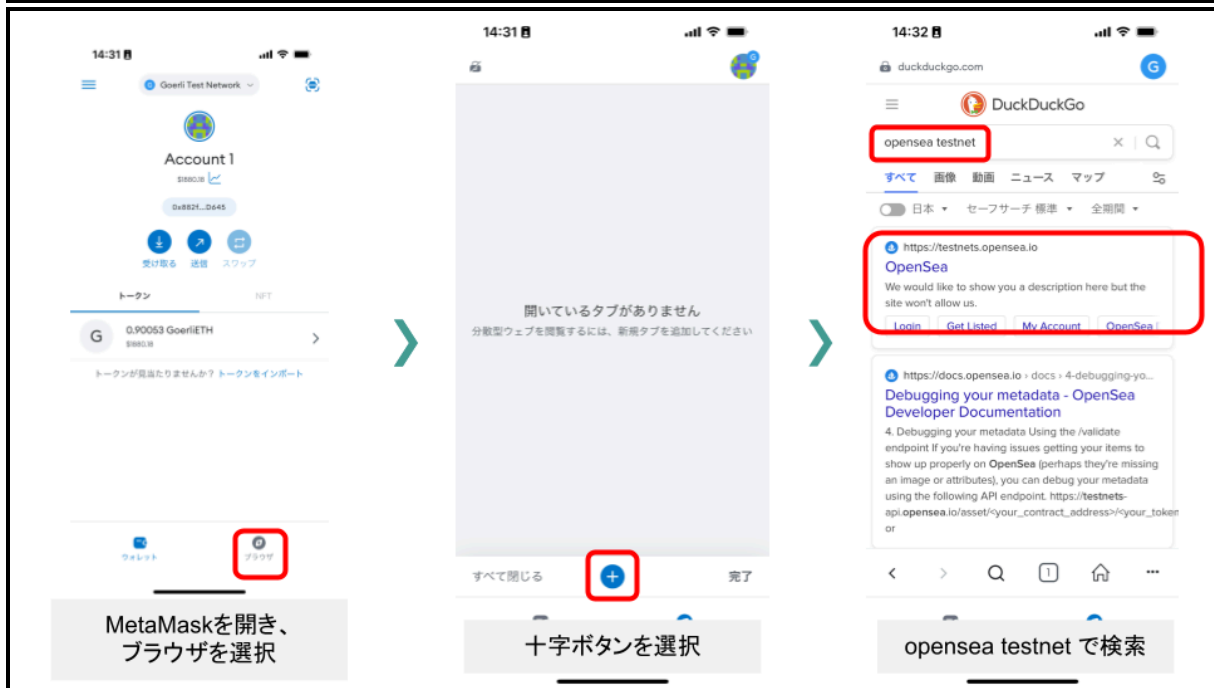 14:31
Goerli Test Network
Account 1
$1880.18
0x882f...D645
受け取る 送信 スワップ
トークン NFT
G 0.90053 GoerliETH
$1880.18
トークンが見当たりませんか？ トークンをインポート
ウォレット ブラウザ
MetaMaskを開き、
ブラウザを選択
14:31
G
開いているタブがありません
分散型ウェブを閲覧するには、新規タブを追加してください
すべて閉じる 完了
十字ボタンを選択
14:32
duckduckgo.com G
DuckDuckGo
opensea testnet
すべて 画像 動画 ニュース マップ
日本 セーフサーチ 標準 全期間
https://testnets.opensea.io
OpenSea
We would like to show you a description here but the
site won't allow us.
Login Get Listed My Account OpenSea
https://docs.opensea.io › docs › 4-debugging-yo...
Debugging your metadata - OpenSea
Developer Documentation
4. Debugging your metadata Using the /validate
endpoint If you're having issues getting your items to
show up properly on OpenSea (perhaps they're missing
an image or attributes), you can debug your metadata
using the following API endpoint. https://testnets-
api.opensea.io/asset/<your_contract_address>/<your_token
or
1
opensea testnet で検索